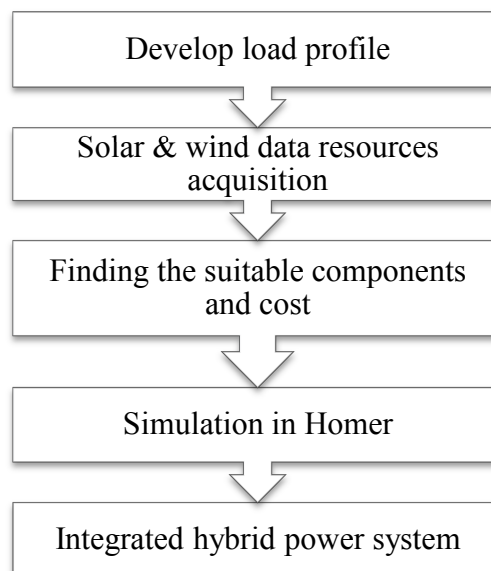 Develop load profile
Solar & wind data resources
acquisition
Finding the suitable components
and cost
Simulation in Homer
Integrated hybrid power system